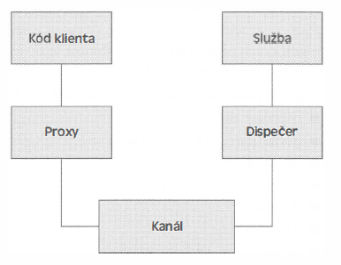 Kód klienta
Služba
Proxy
Dispečer
Kanál